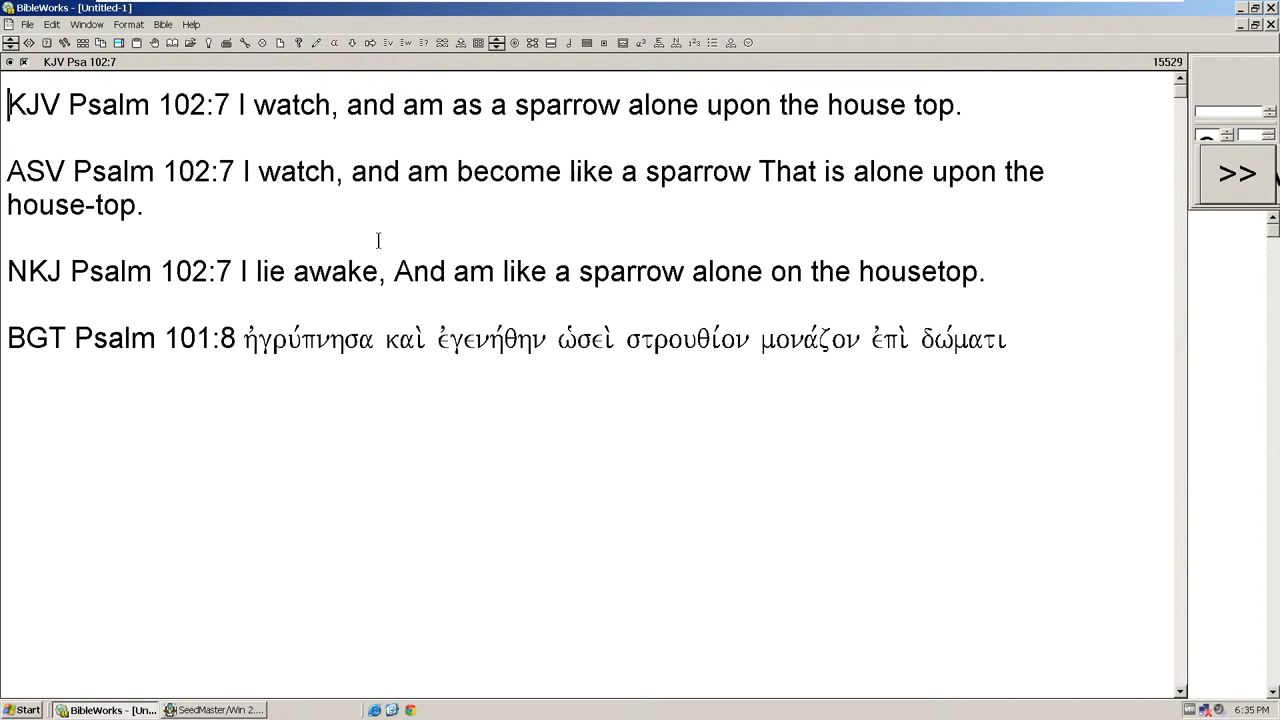 BibleWorks - [Untitled-1]
File Edit Window Format Bible Help
KJV Psa 102:7 15529
KJV Psalm 102:7 I watch, and am as a sparrow alone upon the house top.
ASV Psalm 102:7 I watch, and am become like a sparrow That is alone upon the
house-top.
>>
NKJ Psalm 102:7 I lie awake, And am like a sparrow alone on the housetop.
BGT Psalm 101:8 ἠγρύπνησα καὶ ἐγενήθην ὡσεὶ στρουθίον μονάζον ἐπὶ δώματι
Start BibleWorks - [Un... SeedMaster/Win 2.... 6:35 PM